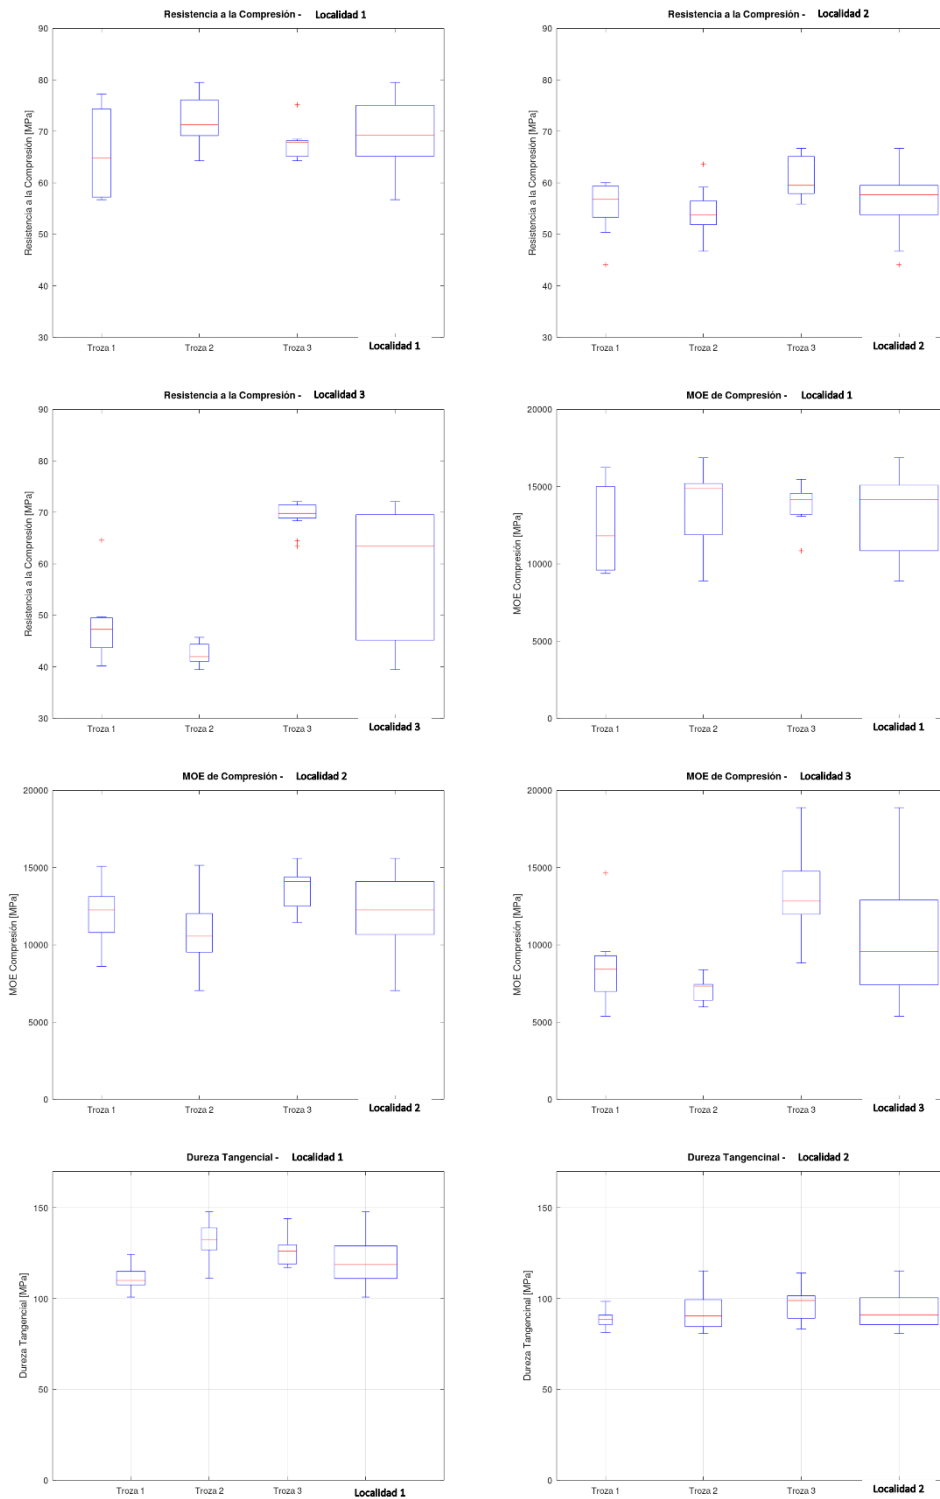 Resistencia a la Compresión - Localidad 1
90
80
70
60
50
40
30
Resistencia a la Compresión [MPa]
Troza 1 Troza 2 Troza 3 Localidad 1
Resistencia a la Compresión - Localidad 2
90
80
70
60
50
40
30
Resistencia a la Compresión [MPa]
Troza 1 Troza 2 Troza 3 Localidad 2
Resistencia a la Compresión - Localidad 3
90
80
70
60
50
40
30
Resistencia a la Compresión [MPa]
Troza 1 Troza 2 Troza 3 Localidad 3
MOE de Compresión - Localidad 1
20000
15000
10000
5000
0
MOE Compresión [MPa]
Troza 1 Troza 2 Troza 3 Localidad 1
MOE de Compresión - Localidad 2
20000
15000
10000
5000
0
MOE Compresión [MPa]
Troza 1 Troza 2 Troza 3 Localidad 2
MOE de Compresión - Localidad 3
20000
15000
10000
5000
0
MOE Compresión [MPa]
Troza 1 Troza 2 Troza 3 Localidad 3
Dureza Tangencial - Localidad 1
150
100
50
0
Dureza Tangencial [MPa]
Troza 1 Troza 2 Troza 3 Localidad 1
Dureza Tangencinal - Localidad 2
150
100
50
0
Dureza Tangencinal [MPa]
Troza 1 Troza 2 Troza 3 Localidad 2